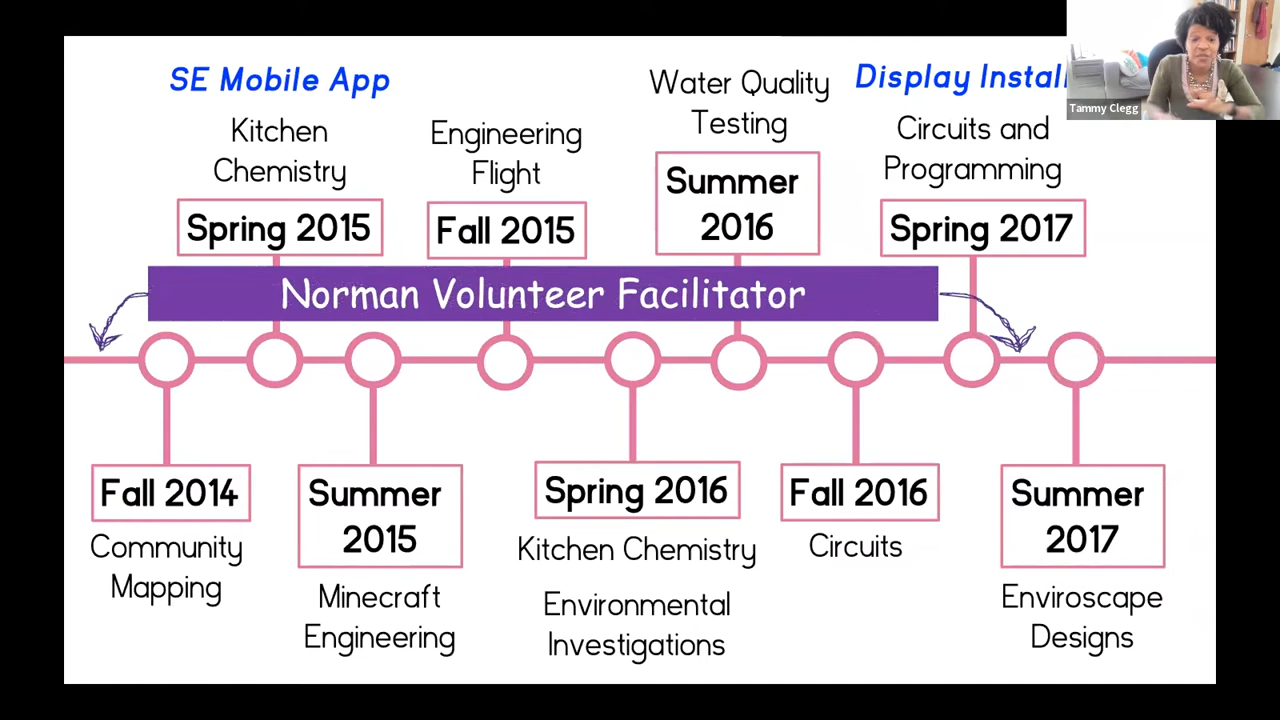 SE Mobile App
Kitchen
Chemistry
Spring 2015
Engineering
Flight
Fall 2015
Water Quality
Testing
Summer
2016
Display Install
Circuits and
Programming
Spring 2017
Tammy Clegg
Norman Volunteer Facilitator
Fall 2014
Community
Mapping
Summer
2015
Minecraft
Engineering
Spring 2016
Kitchen Chemistry
Environmental
Investigations
Fall 2016
Circuits
Summer
2017
Enviroscape
Designs